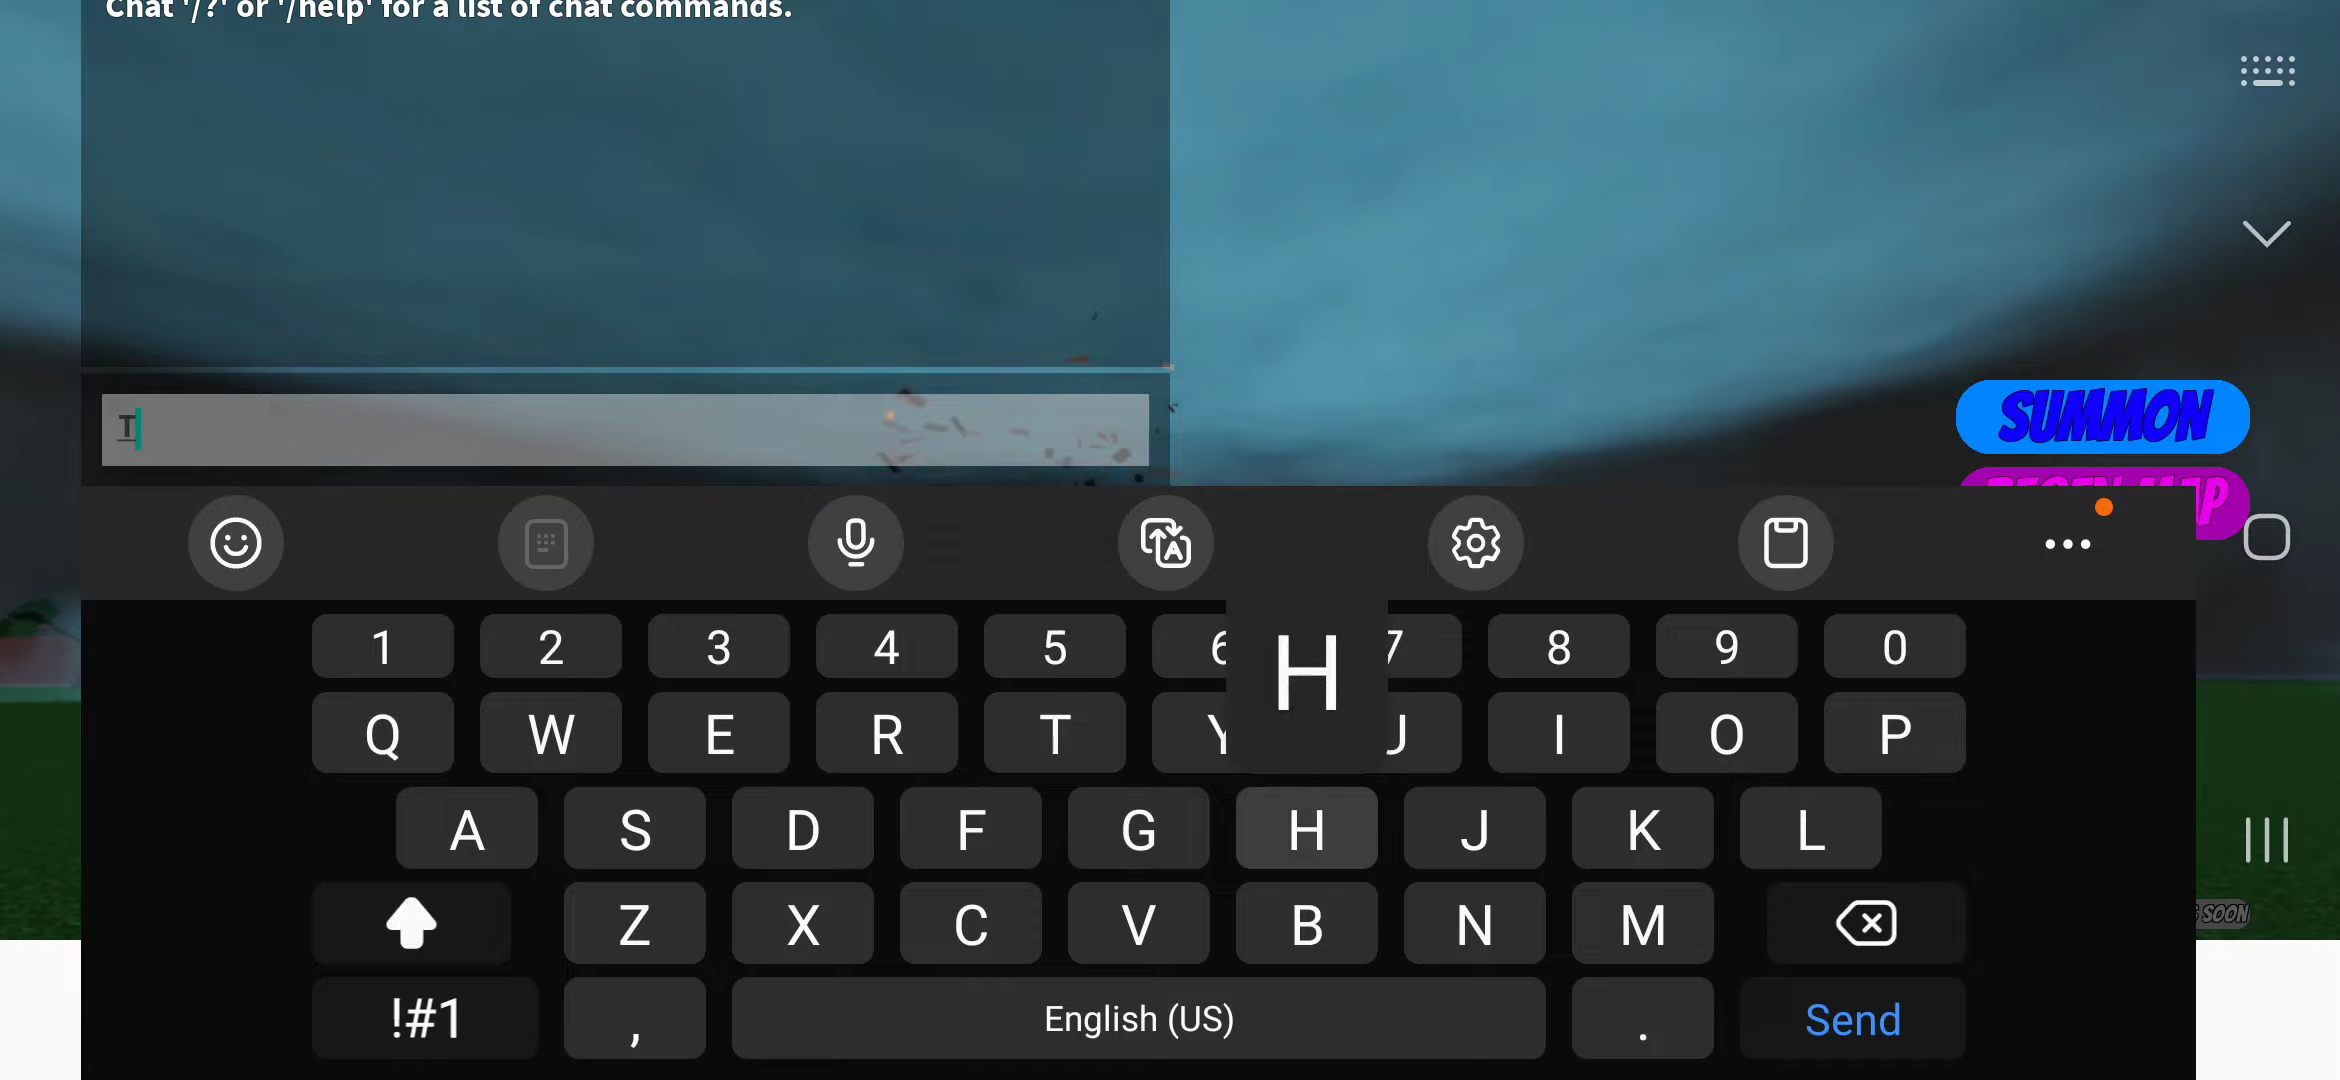 Chat '/?' or '/help' for a list of chat commands.
T
SUMMON
H
1 2 3 4 5 6 7 8 9 0
Q W E R T Y J I O P
A S D F G H J K L
Z X C V B N M
SOON
!#1 , English (US) . Send